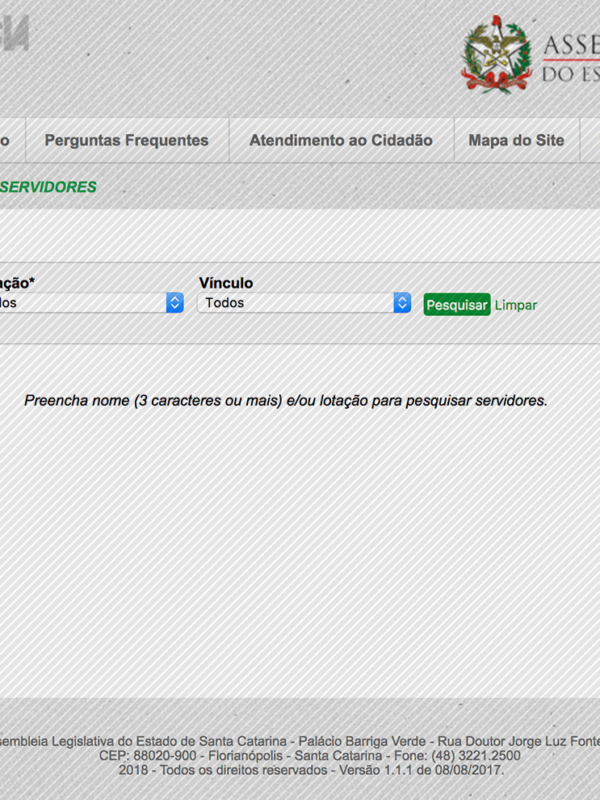 ASSE
DO ES
o
Perguntas Frequentes
Atendimento ao Cidadão
Mapa do Site
SERVIDORES
ação*
Vínculo
los
Todos
Pesquisar
Limpar
Preencha nome (3 caracteres ou mais) e/ou lotação para pesquisar servidores.
sembleia Legislativa do Estado de Santa Catarina - Palácio Barriga Verde - Rua Doutor Jorge Luz Fonte
CEP: 88020-900 - Florianópolis - Santa Catarina - Fone: (48) 3221.2500
2018 - Todos os direitos reservados - Versão 1.1.1 de 08/08/2017.